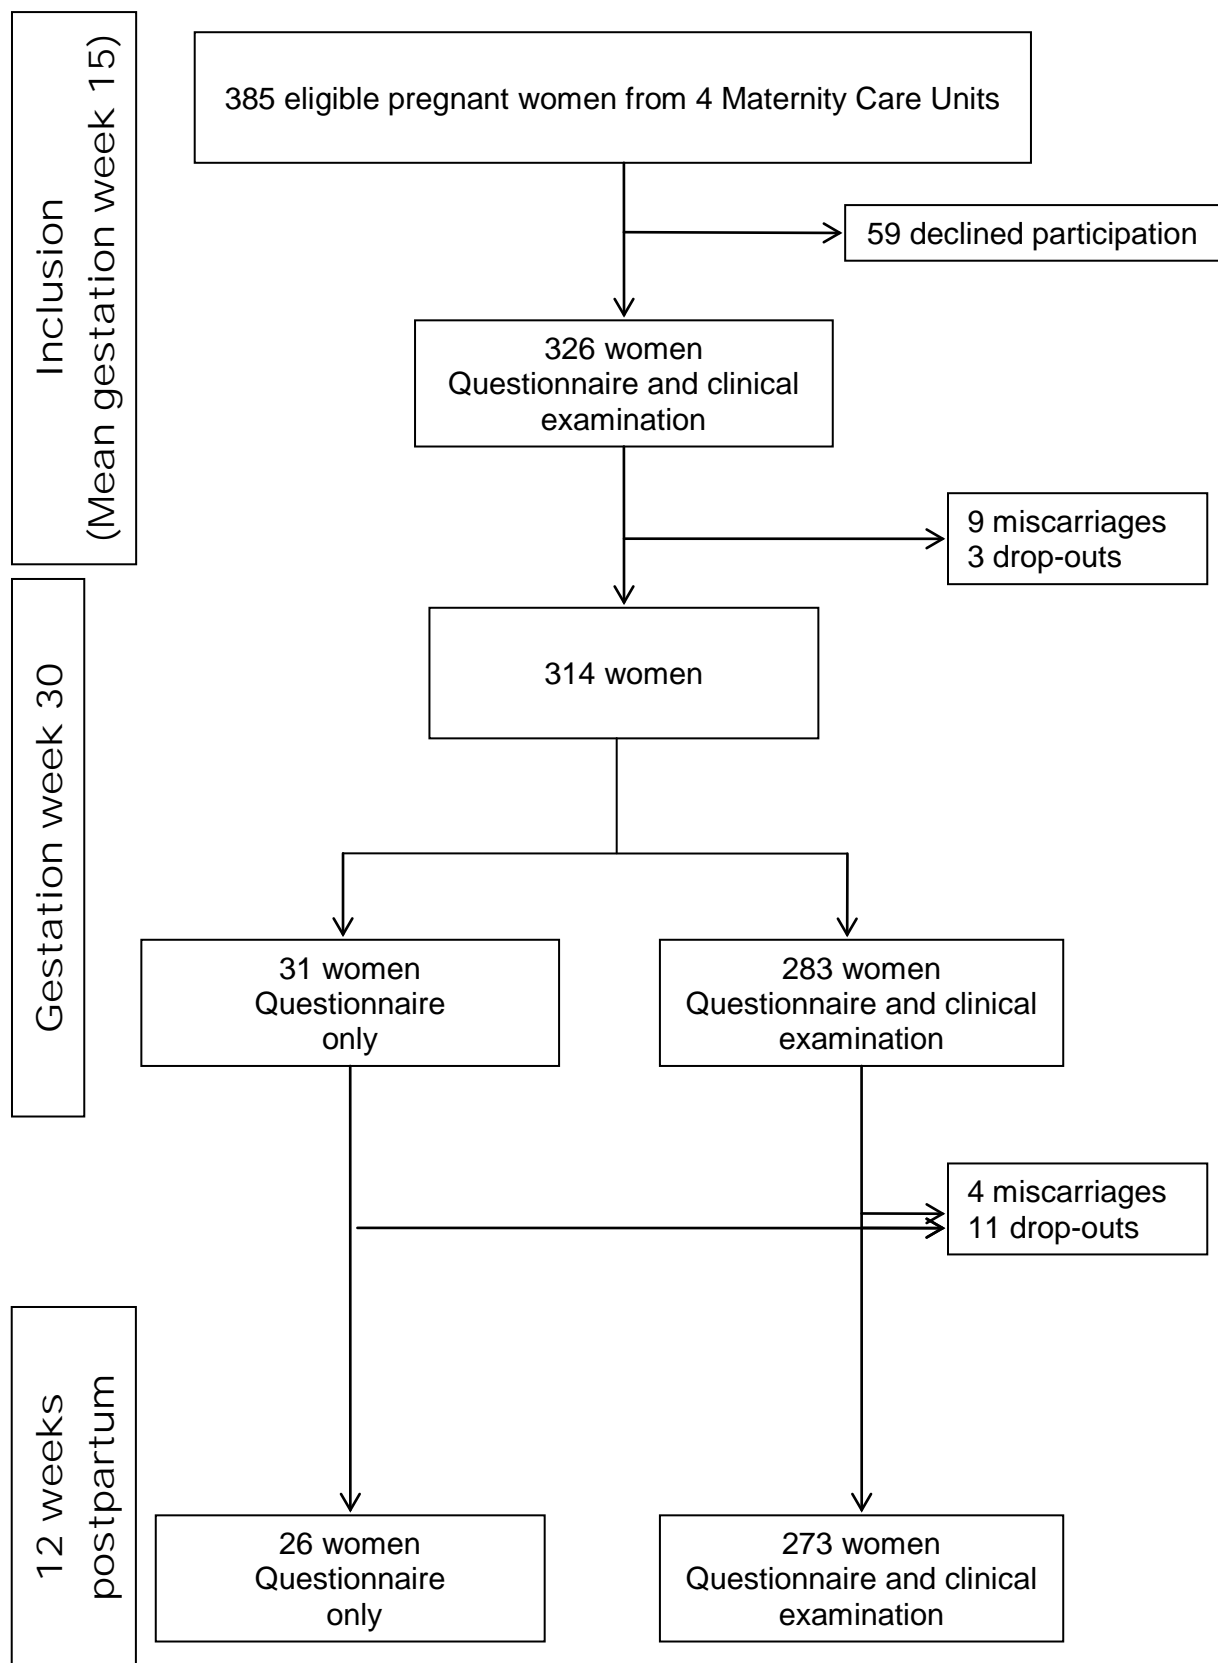 Inclusion
(Mean gestation week 15)
385 eligible pregnant women from 4 Maternity Care Units
59 declined participation
326 women
Questionnaire and clinical
examination
9 miscarriages
3 drop-outs
Gestation week 30
314 women
31 women
Questionnaire
only
283 women
Questionnaire and clinical
examination
4 miscarriages
11 drop-outs
12 weeks
postpartum
26 women
Questionnaire
only
273 women
Questionnaire and clinical
examination